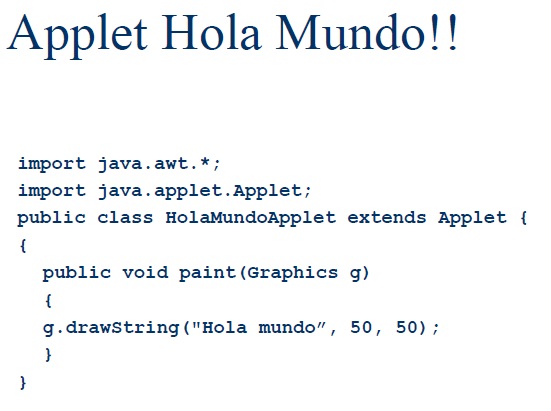 Applet Hola Mundo!!
import java.awt.*;
import java.applet.Applet;
public class HolaMundoApplet extends Applet {
{
public void paint(Graphics g)
{
g.drawString("Hola mundo”, 50, 50);
}
}